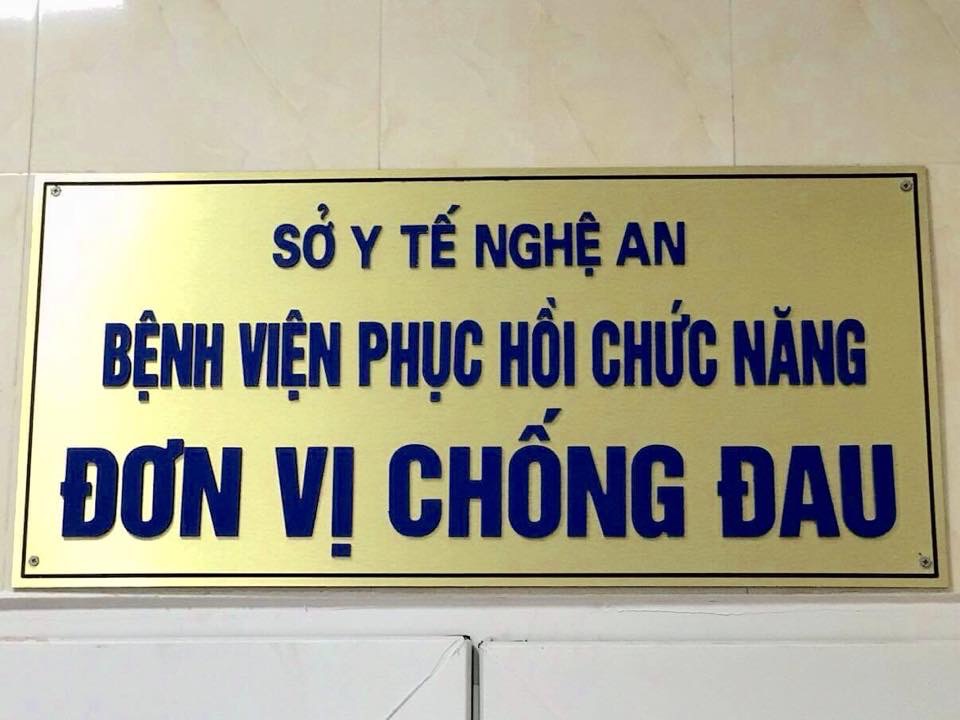 SỞ Y TẾ NGHỆ AN
BỆNH VIỆN PHỤC HỒI CHỨC NĂNG
ĐƠN VỊ CHỐNG ĐAU